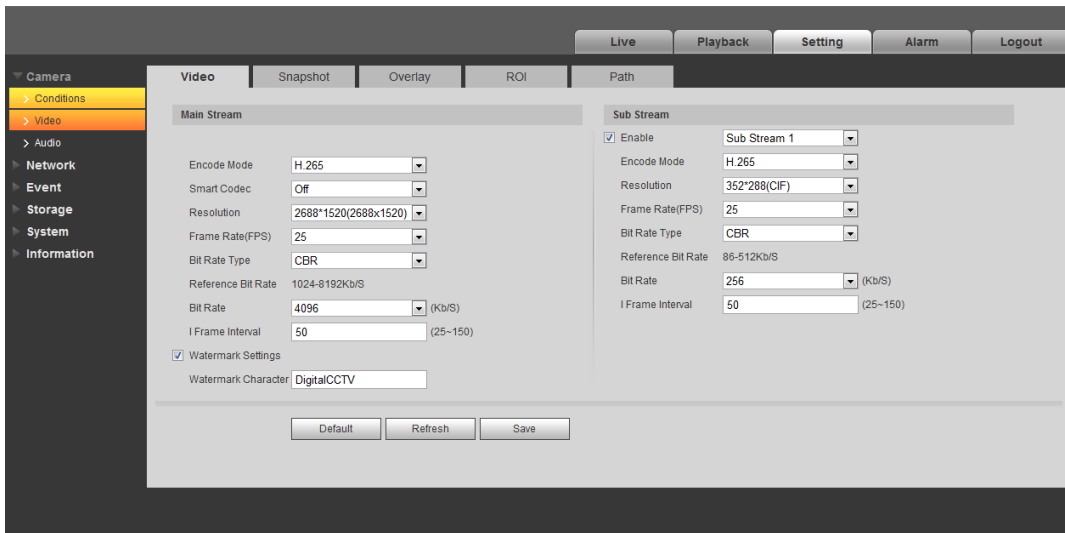 Live Playback Setting Alarm Logout
Camera
Conditions
Video
Audio
Network
Event
Storage
System
Information
Video Snapshot Overlay ROI Path
Main Stream
Encode Mode H.265
Smart Codec Off
Resolution 2688*1520(2688x1520)
Frame Rate(FPS) 25
Bit Rate Type CBR
Reference Bit Rate 1024-8192Kb/S
Bit Rate 4096 (Kb/S)
I Frame Interval 50 (25~150)
Watermark Settings
Watermark Character DigitalCCTV
Sub Stream
Enable Sub Stream 1
Encode Mode H.265
Resolution 352*288(CIF)
Frame Rate(FPS) 25
Bit Rate Type CBR
Reference Bit Rate 86-512Kb/S
Bit Rate 256 (Kb/S)
I Frame Interval 50 (25~150)
Default Refresh Save